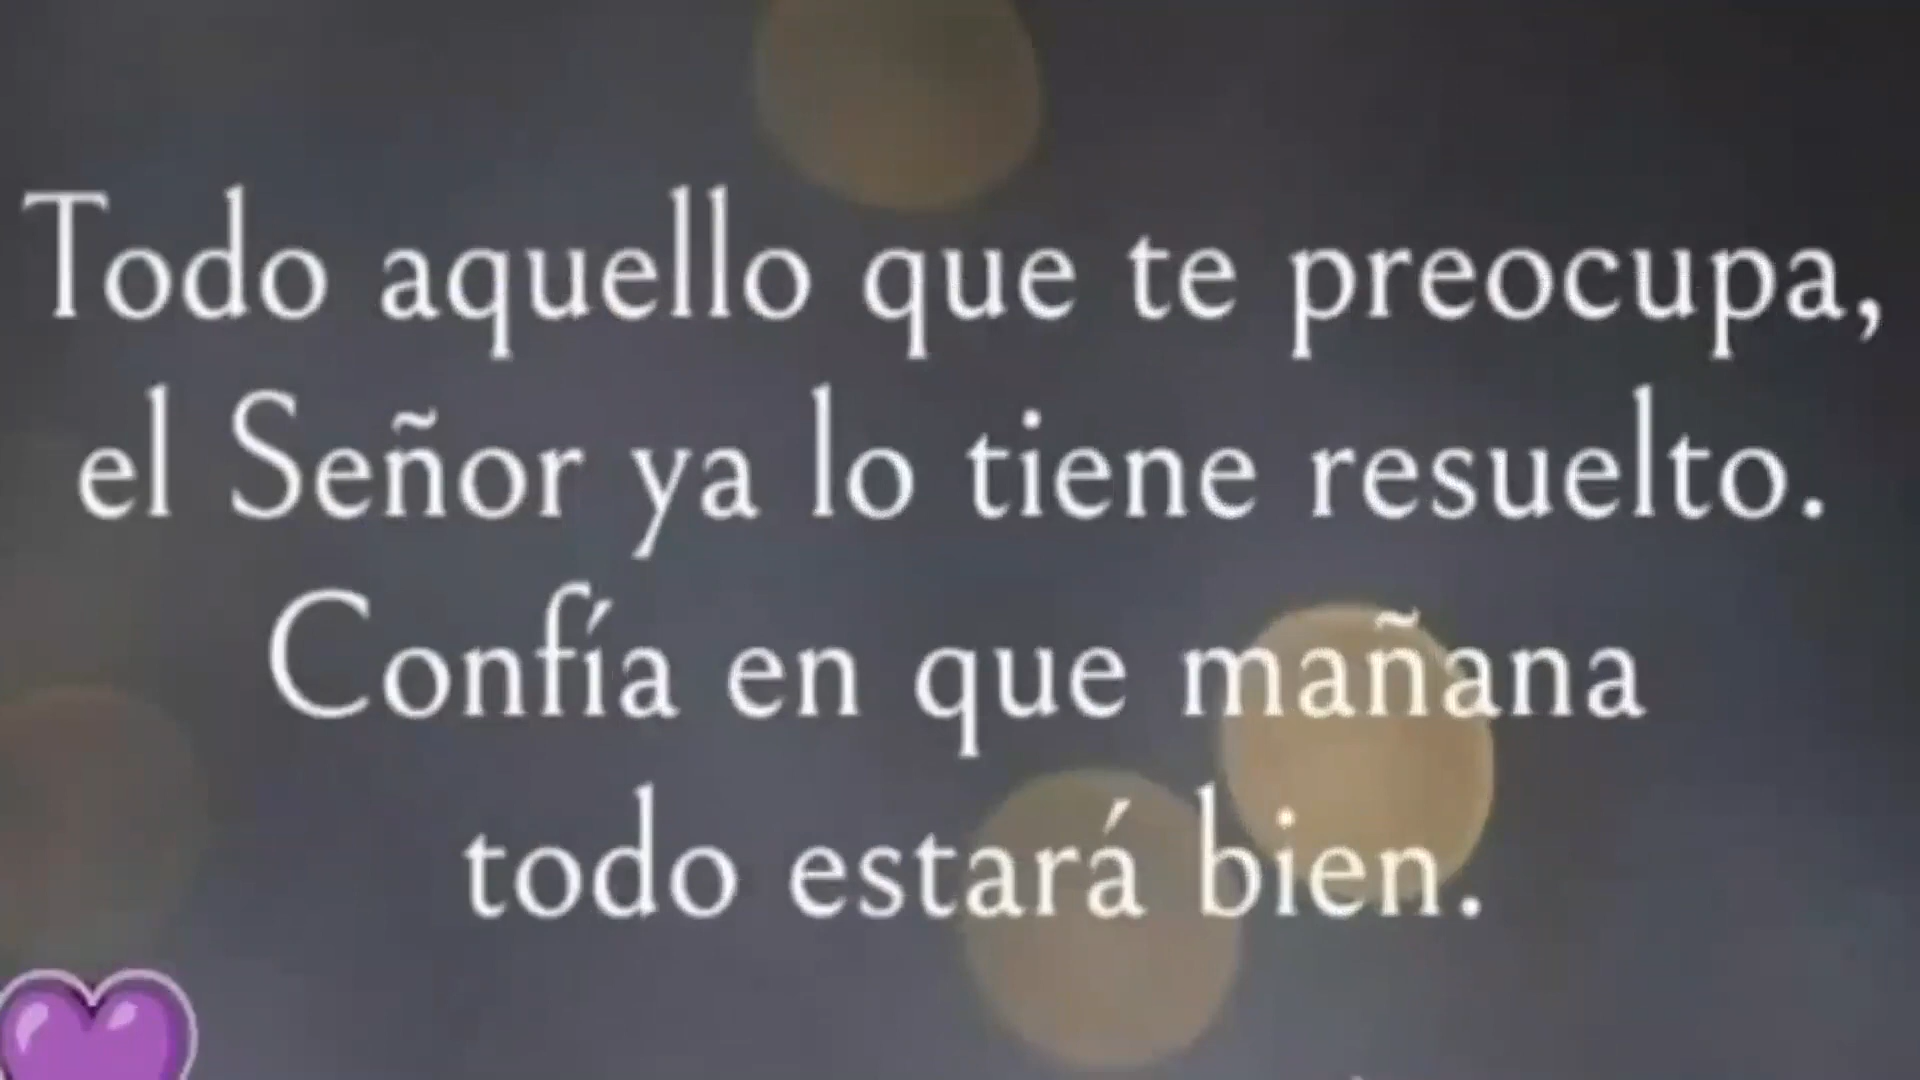 Todo aquello que te preocupa,
el Señor ya lo tiene resuelto.
Confía en que mañana
todo estará bien.